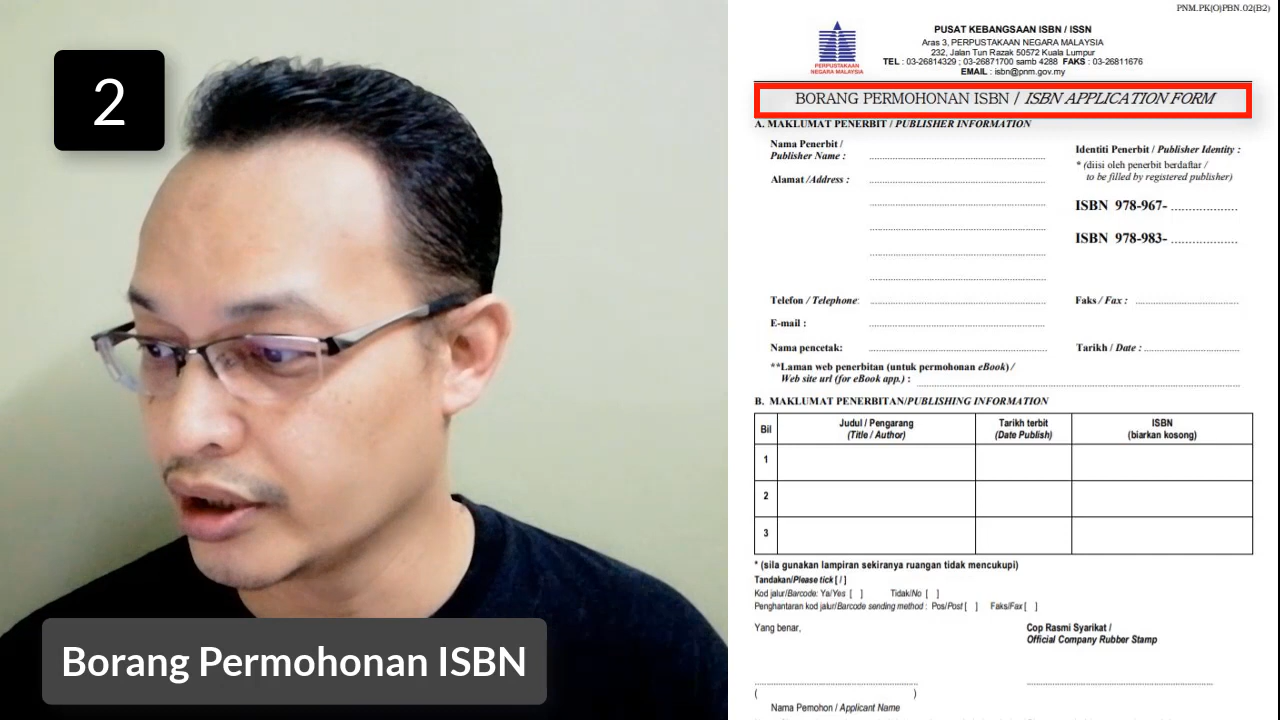 2
Borang Permohonan ISBN
PNM.PK(O)PBN.02(B2)
PERPUSTAKAAN
NEGARA MALAYSIA
PUSAT KEBANGSAAN ISBN / ISSN
Aras 3, PERPUSTAKAAN NEGARA MALAYSIA
232, Jalan Tun Razak 50572 Kuala Lumpur
TEL : 03-26814329 ; 03-26871700 samb 4288 FAKS : 03-26811676
EMAIL : isbn@pnm.gov.my
BORANG PERMOHONAN ISBN / ISBN APPLICATION FORM
A. MAKLUMAT PENERBIT / PUBLISHER INFORMATION
Nama Penerbit /
Publisher Name :
Alamat /Address :
Identiti Penerbit / Publisher Identity :
* (diisi oleh penerbit berdaftar /
to be filled by registered publisher)
ISBN 978-967- ....................
ISBN 978-983- ....................
Telefon / Telephone:
Faks / Fax :
E-mail :
Nama pencetak:
Tarikh / Date :
**Laman web penerbitan (untuk permohonan eBook) /
Web site url (for eBook app.) :
B. MAKLUMAT PENERBITAN/PUBLISHING INFORMATION
Bil
Judul / Pengarang
(Title / Author)
Tarikh terbit
(Date Publish)
ISBN
(biarkan kosong)
1
2
3
* (sila gunakan lampiran sekiranya ruangan tidak mencukupi)
Tandakan/Please tick [ / ]
Kod jalur/Barcode: Ya/Yes [ ] Tidak/No [ ]
Penghantaran kod jalur/Barcode sending method : Pos/Post [ ] Faks/Fax [ ]
Yang benar,
Cop Rasmi Syarikat /
Official Company Rubber Stamp
( )
Nama Pemohon / Applicant Name